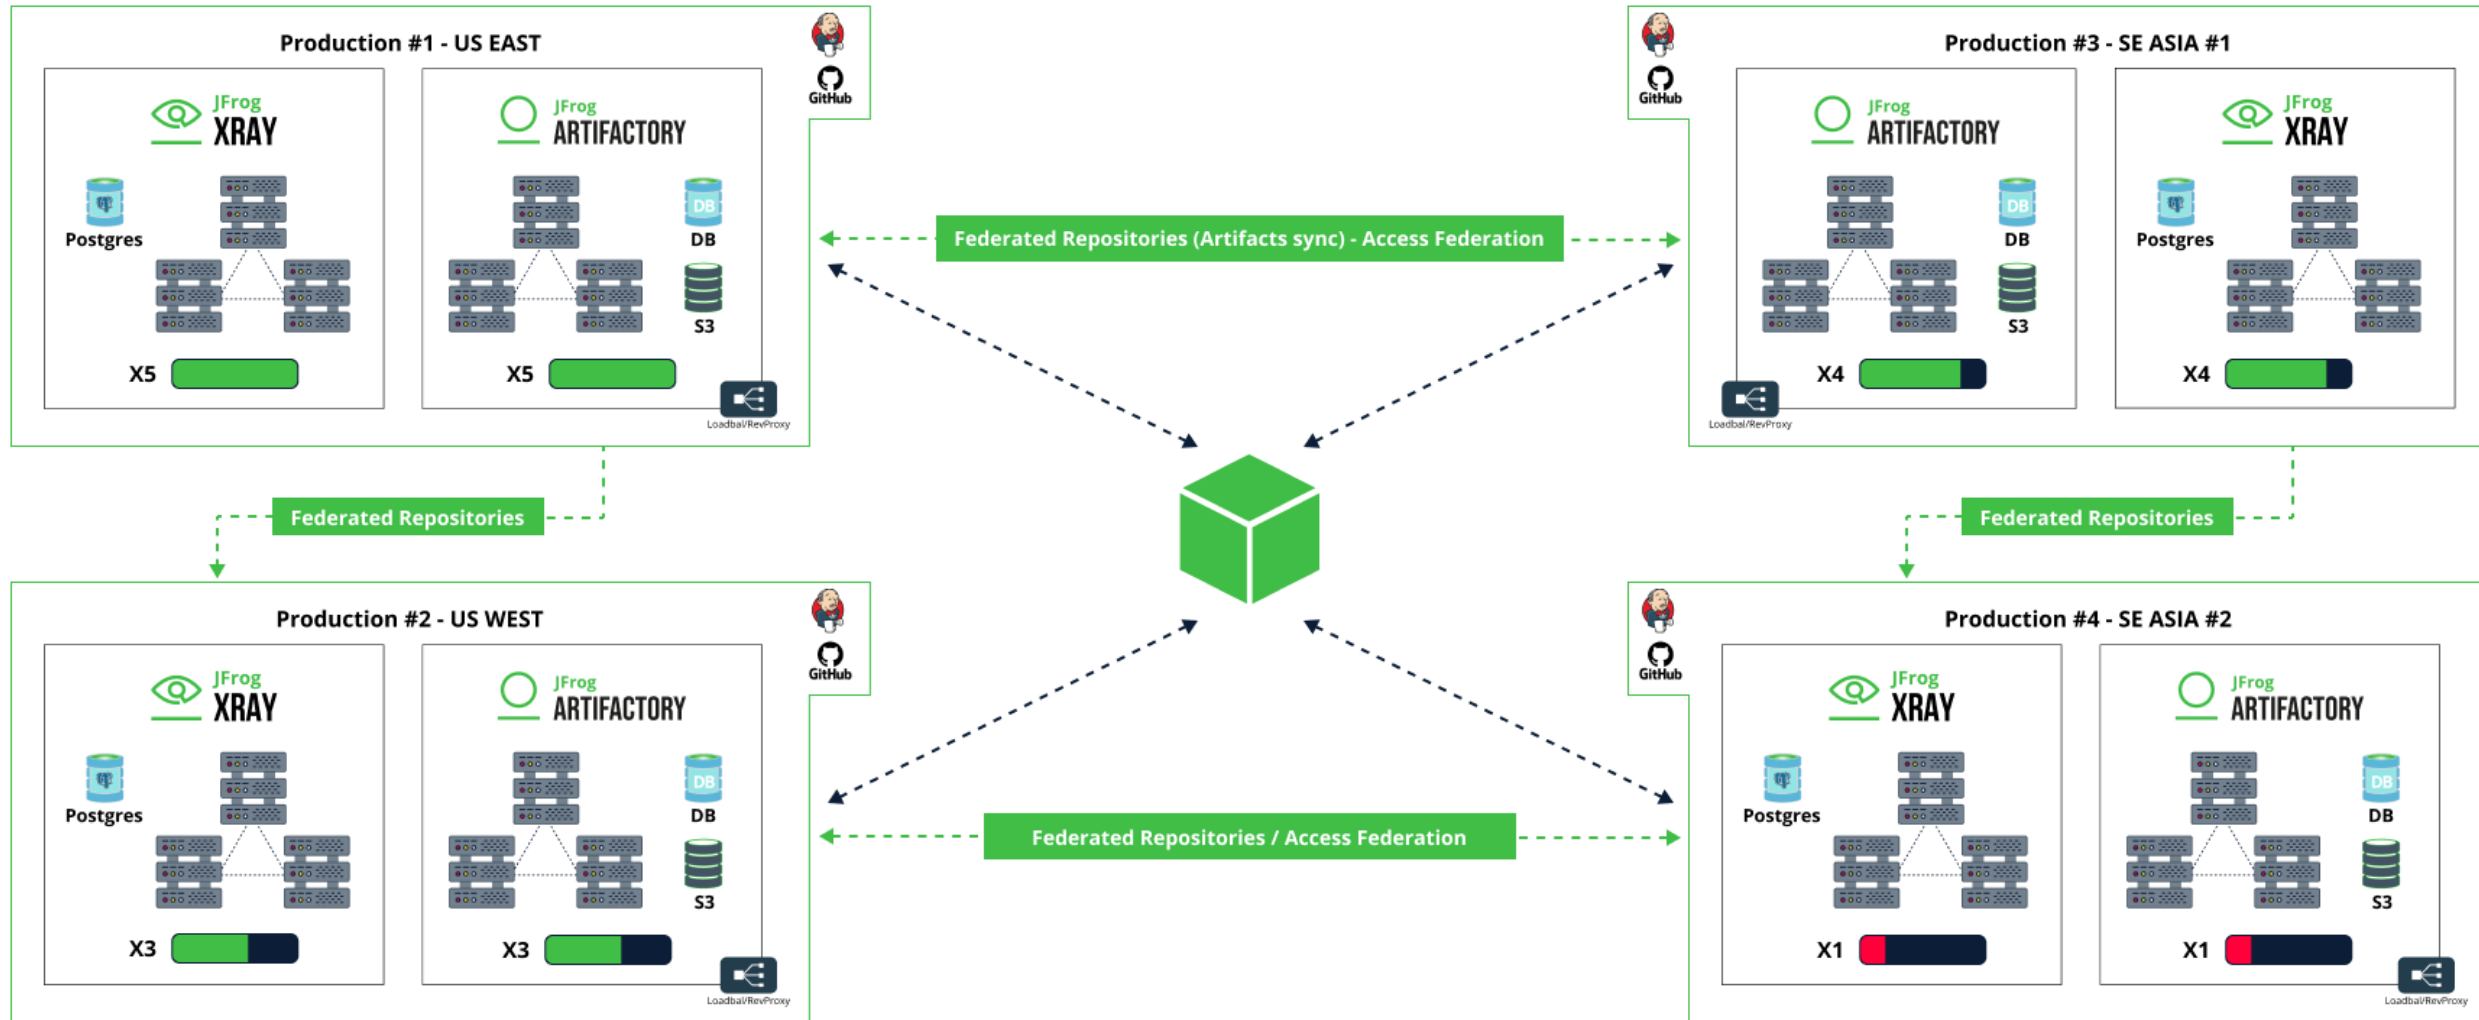 Production #1 - US EAST
GitHub
JFrog
XRAY
Postgres
X5
JFrog
ARTIFACTORY
DB
S3
X5
Loadbal/RevProxy
Federated Repositories (Artifacts sync) - Access Federation
Production #3 - SE ASIA #1
GitHub
JFrog
ARTIFACTORY
DB
DB
S3
X4
Loadbal/RevProxy
JFrog
XRAY
Postgres
X4
Federated Repositories
Federated Repositories
Production #2 - US WEST
GitHub
JFrog
XRAY
Postgres
X3
JFrog
ARTIFACTORY
DB
DB
S3
X3
Loadbal/RevProxy
Federated Repositories / Access Federation
Production #4 - SE ASIA #2
GitHub
JFrog
XRAY
Postgres
X1
JFrog
ARTIFACTORY
DB
DB
S3
X1
Loadbal/RevProxy